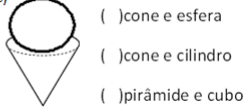 ( )cone e esfera
( )cone e cilindro
( )pirâmide e cubo